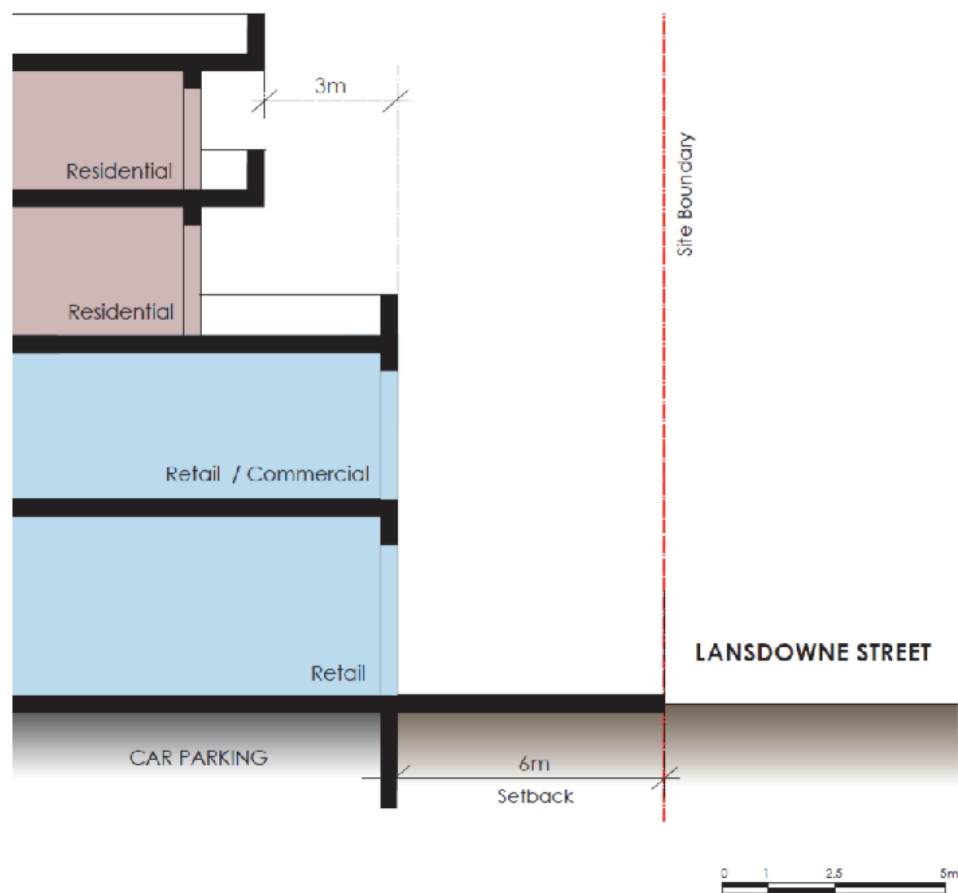 3m
Residential
Site Boundary
Residential
Retail / Commercial
LANSDOWNE STREET
Retail
CAR PARKING
6m
Setback
0 1 2.5 5m